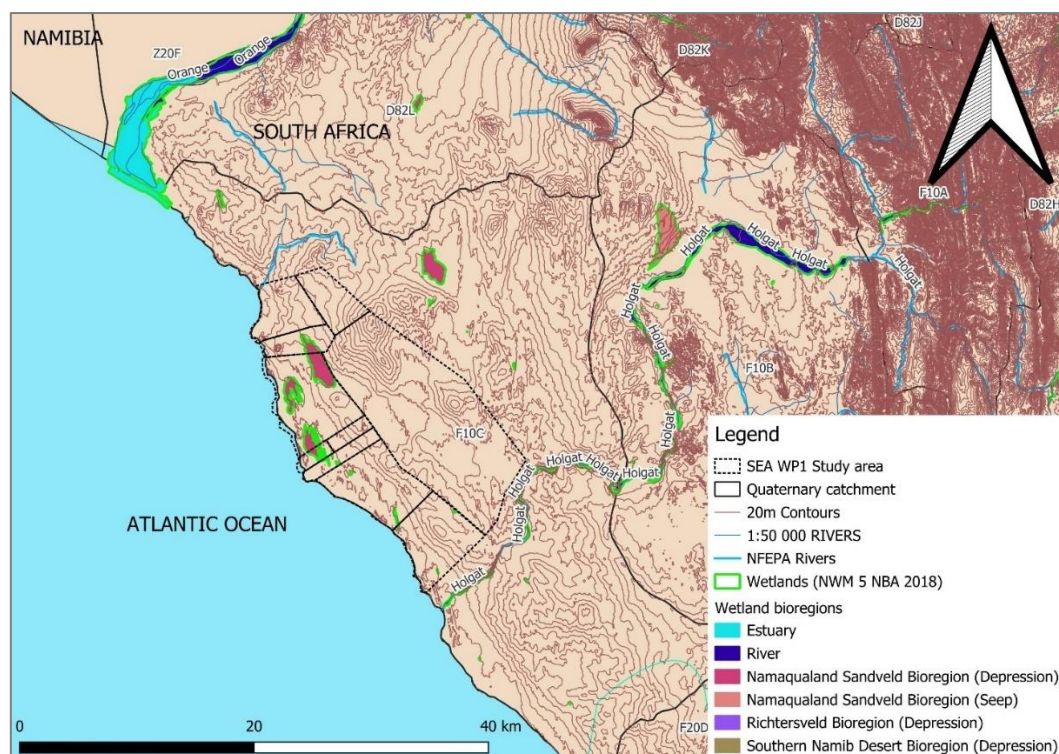 NAMIBIA
Z20F
Orange
Orange
D82K
D82J
D82L
SOUTH AFRICA
F10A
D82H
Holgat
Holgat
Holgat
Holgat
Holgat
Holgat
Holgat
F10B
Holgat
F10C
Holgat
Holgat
Holgat
Holgat
Holgat
Holgat
ATLANTIC OCEAN
F20D
0
20
40 km
Legend
SEA WP1 Study area
Quaternary catchment
20m Contours
1:50 000 RIVERS
NFEPA Rivers
Wetlands (NWM 5 NBA 2018)
Wetland bioregions
Estuary
River
Namaqualand Sandveld Bioregion (Depression)
Namaqualand Sandveld Bioregion (Seep)
Richtersveld Bioregion (Depression)
Southern Namib Desert Bioregion (Depression)